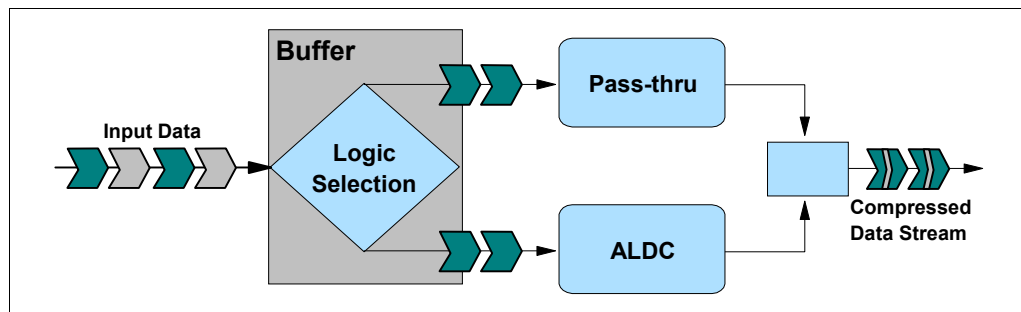 Buffer
Pass-thru
Input Data
Logic
Selection
Compressed
Data Stream
ALDC